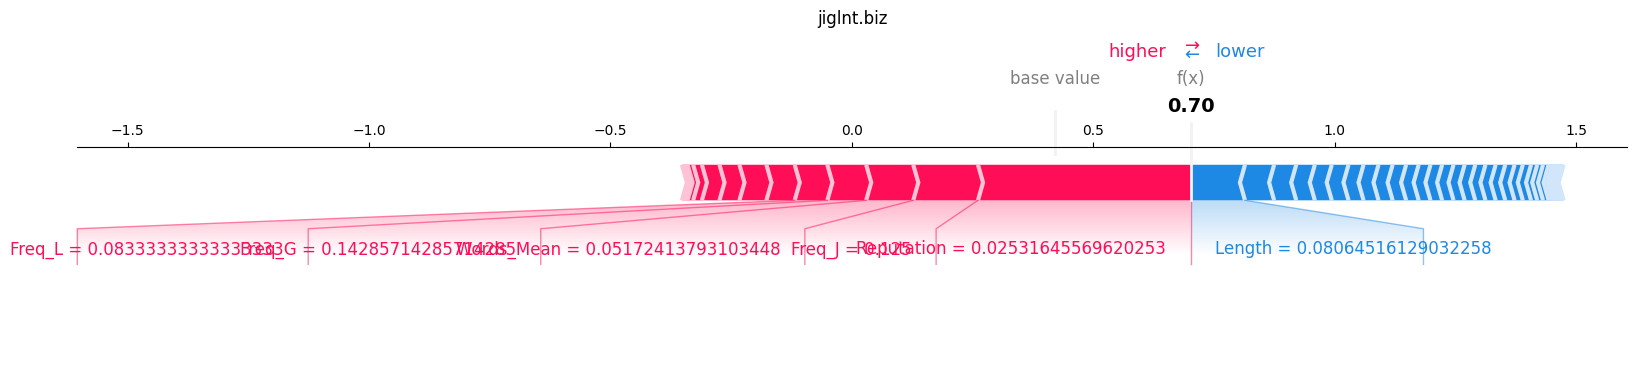 jiglnt.biz
higher → ← lower
base value f(x)
0.70
−1.5 −1.0 −0.5 0.0 0.5 1.0 1.5
Freq_L = 0.08333333333333333 Freq_G = 0.14285714285714285 Words_Mean = 0.05172413793103448 Freq_J = 0.125 Reputation = 0.02531645569620253 Length = 0.08064516129032258